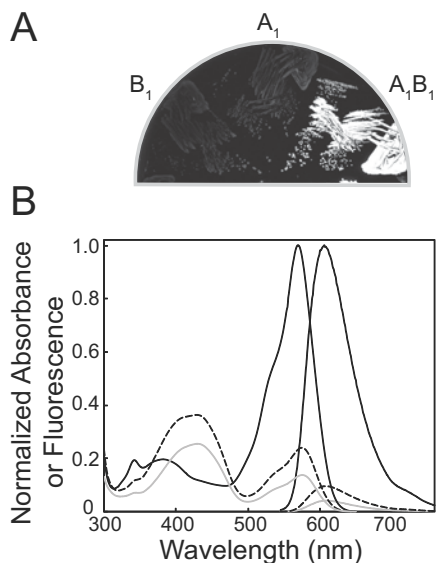 A
A₁
B₁
A₁B₁
B
Normalized Absorbance
or Fluorescence
1.0
0.8
0.6
0.4
0.2
0
300 400 500 600 700
Wavelength (nm)